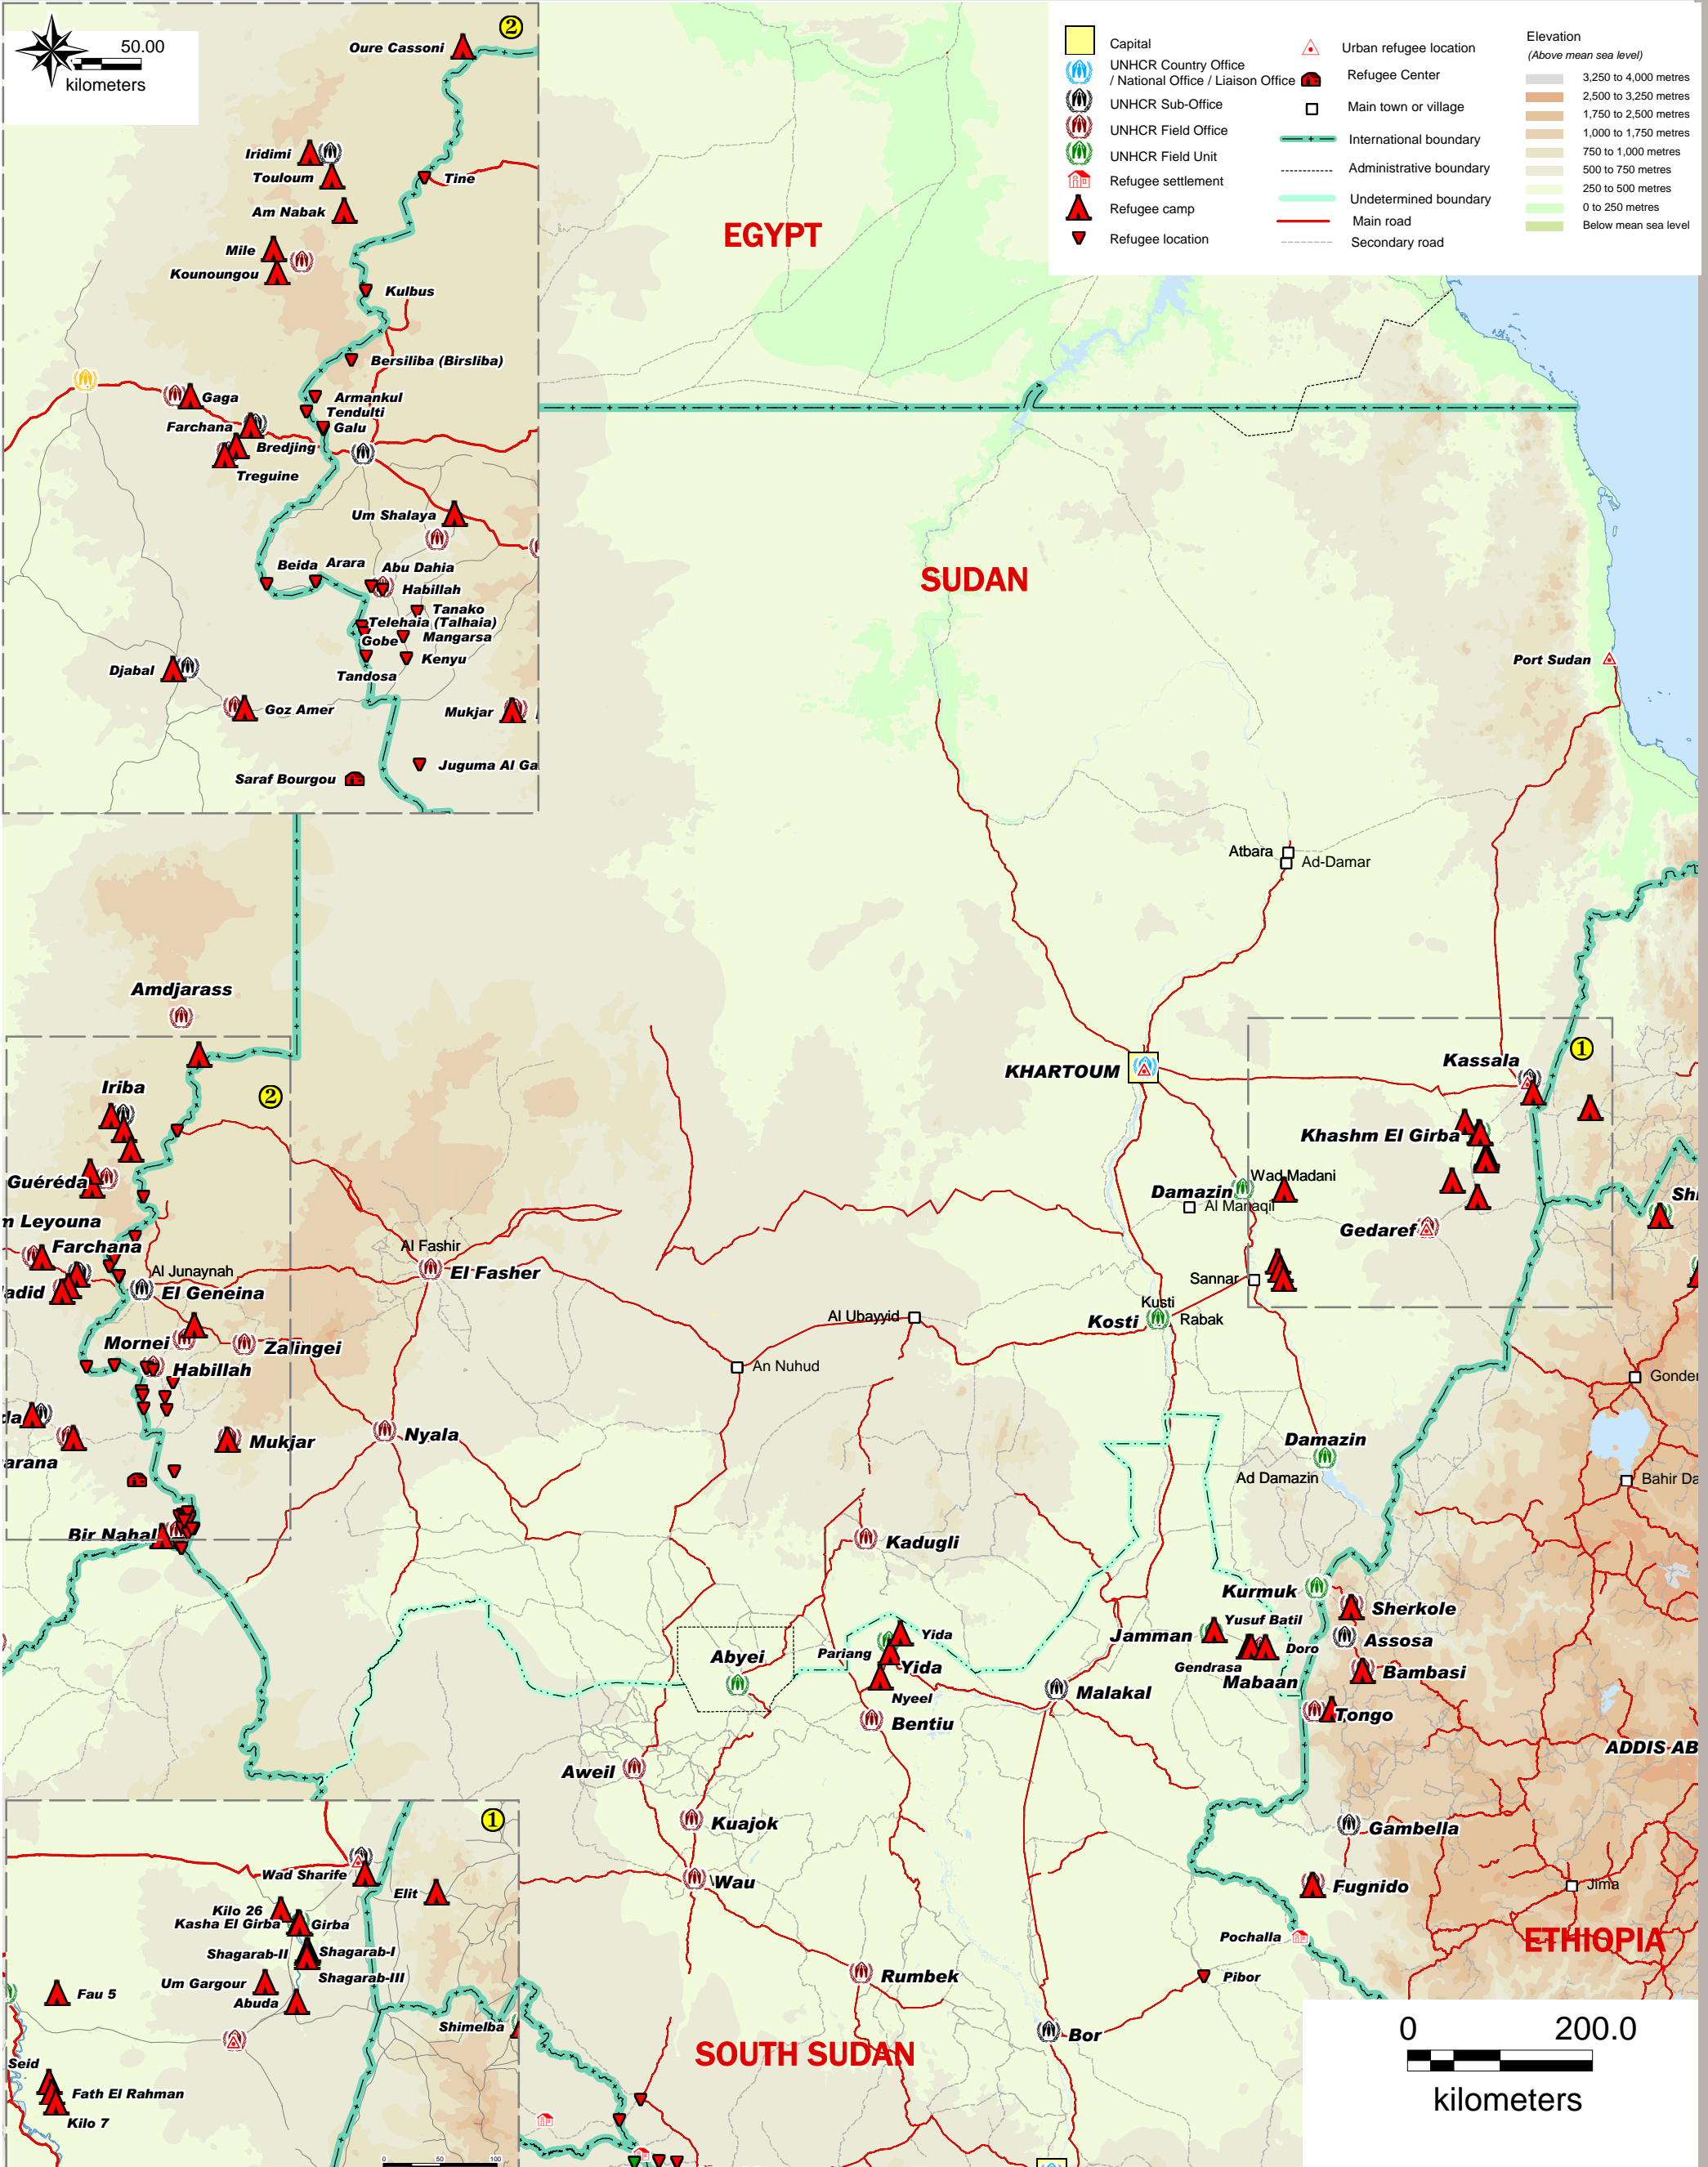 2
50.00
kilometers
Oure Cassoni
Iridimi
Touloum
Tine
Am Nabak
Mile
Kounoungou
Kulbus
Bersiliba (Birsliba)
Gaga
Armankul
Tendulti
Farchana
Galu
Bredjing
Treguine
Um Shalaya
Beida
Arara
Abu Dahia
Habillah
Tanako
Telehaia (Talhaia)
Gobe
Mangarsa
Kenyu
Djabal
Tandosa
Goz Amer
Mukjar
Juguma Al Ga
Saraf Bourgou
Capital
UNHCR Country Office
/ National Office / Liaison Office
UNHCR Sub-Office
UNHCR Field Office
UNHCR Field Unit
Refugee settlement
Refugee camp
Refugee location
Urban refugee location
Refugee Center
Main town or village
International boundary
Administrative boundary
Undetermined boundary
Main road
Secondary road
Elevation
(Above mean sea level)
3,250 to 4,000 metres
2,500 to 3,250 metres
1,750 to 2,500 metres
1,000 to 1,750 metres
750 to 1,000 metres
500 to 750 metres
250 to 500 metres
0 to 250 metres
Below mean sea level
EGYPT
SUDAN
Port Sudan
Atbara
Ad-Damar
Amdjarass
Iriba
2
Guéréda
m Leyouna
Farchana
adid
Al Junaynah
El Geneina
Mornei
Zalingei
Habillah
da
arana
Mukjar
Bir Nahal
Al Fashir
El Fasher
Nyala
KHARTOUM
1
Kassala
Khashm El Girba
Wad Madani
Damazin
Al Manaqil
Gedaref
Shi
Sannar
Kusti
Kosti
Rabak
Al Ubayyid
An Nuhud
Gonder
Damazin
Ad Damazin
Bahir Da
Kadugli
Kurmuk
Sherkole
Yusuf Batil
Jamman
Doro
Assosa
Gendrasa
Mabaan
Bambasi
Tongo
Yida
Pariang
Yida
Nyeel
Abyei
Malakal
Bentiu
ADDIS AB
Aweil
Kuajok
Gambella
Wau
Fugnido
Jima
ETHIOPIA
Pochalla
Rumbek
Pibor
Bor
SOUTH SUDAN
1
Wad Sharife
Elit
Kilo 26
Kasha El Girba
Girba
Shagarab-II
Shagarab-I
Shagarab-III
Um Gargour
Fau 5
Abuda
Shimelba
Seid
Fath El Rahman
Kilo 7
0 50 100
0 200.0
kilometers